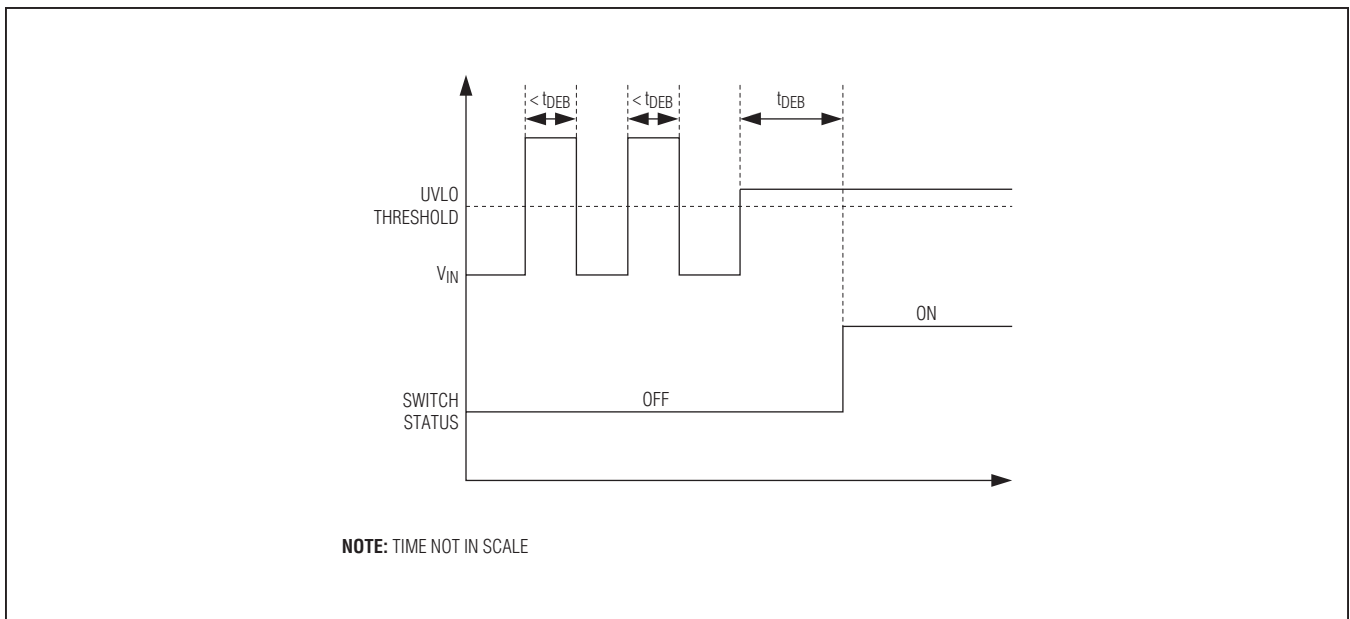 < tDEB
< tDEB
tDEB
UVLO
THRESHOLD
VIN
ON
SWITCH
STATUS
OFF
NOTE: TIME NOT IN SCALE